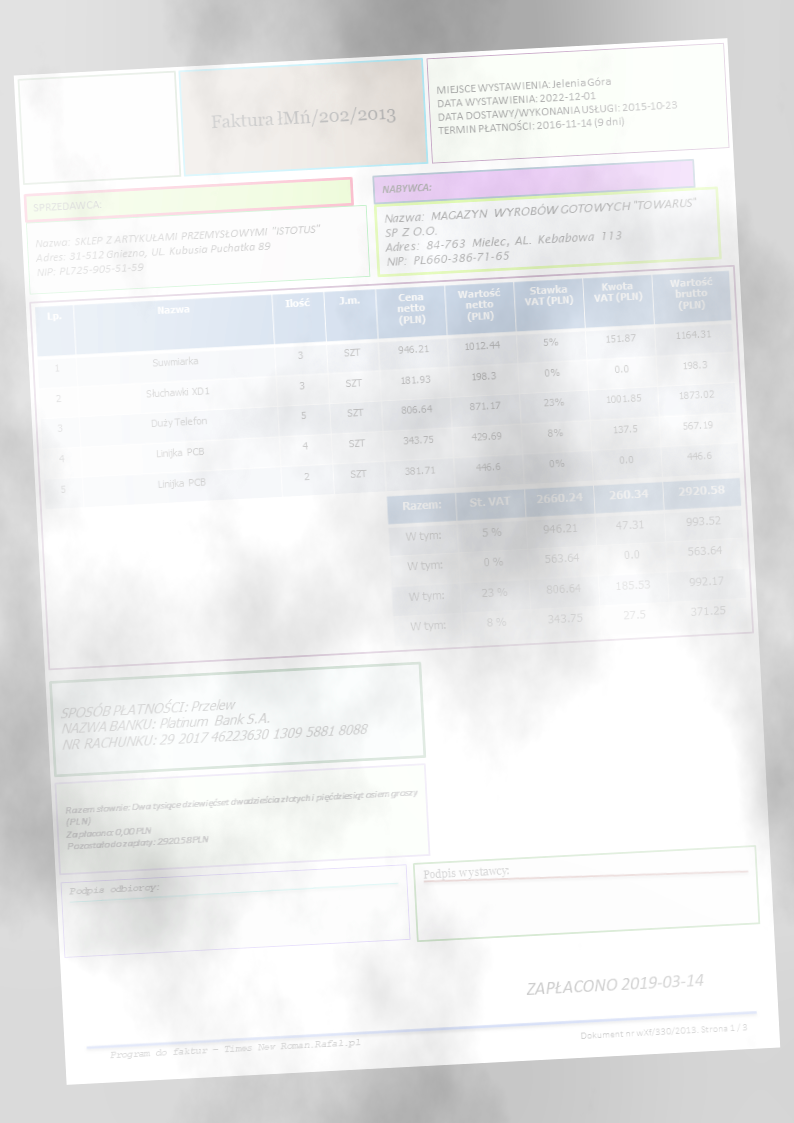 Faktura lMń/202/2013
MIEJSCE WYSTAWIENIA: Jelenia Góra
DATA WYSTAWIENIA: 2022-12-01
DATA DOSTAWY/WYKONANIA USŁUGI: 2015-10-23
TERMIN PŁATNOŚCI: 2016-11-14 (9 dni)
SPRZEDAWCA:
Nazwa: SKLEP Z ARTYKUŁAMI PRZEMYSŁOWYMI "ISTOTUS"
Adres: 31-512 Gniezno, UL. Kubusia Puchatka 89
NIP: PL725-905-51-59
NABYWCA:
Nazwa: MAGAZYN WYROBÓW GOTOWYCH "TOWARUS"
SP Z O.O.
Adres: 84-763 Mielec, AL. Kebabowa 113
NIP: PL660-386-71-65
Lp. Nazwa Ilość J.m. Cena netto (PLN) Wartość netto (PLN) Stawka VAT (PLN) Kwota VAT (PLN) Wartość brutto (PLN)
1 Suwmiarka 3 SZT 946.21 1012.44 5% 151.87 1164.31
2 Słuchawki XD1 3 SZT 181.93 198.3 0% 0.0 198.3
3 Duży Telefon 5 SZT 806.64 871.17 23% 1001.85 1873.02
4 Linijka PCB 4 SZT 343.75 429.69 8% 137.5 567.19
5 Linijka PCB 2 SZT 381.71 446.6 0% 0.0 446.6
Razem: St. VAT 2660.24 260.34 2920.58
W tym: 5 % 946.21 47.31 993.52
W tym: 0 % 563.64 0.0 563.64
W tym: 23 % 806.64 185.53 992.17
W tym: 8 % 343.75 27.5 371.25
SPOSÓB PŁATNOŚCI: Przelew
NAZWA BANKU: Platinum Bank S.A.
NR RACHUNKU: 29 2017 46223630 1309 5881 8088
Razem słownie: Dwa tysiące dziewięćset dwadzieścia złotych i pięćdziesiąt osiem groszy
(PLN)
Zapłacono: 0,00 PLN
Pozostało do zapłaty: 2920.58 PLN
Podpis odbiorcy:
Podpis wystawcy:
ZAPŁACONO 2019-03-14
Program do faktur – Times New Roman.Rafal.pl
Dokument nr wXf/330/2013. Strona 1 / 3